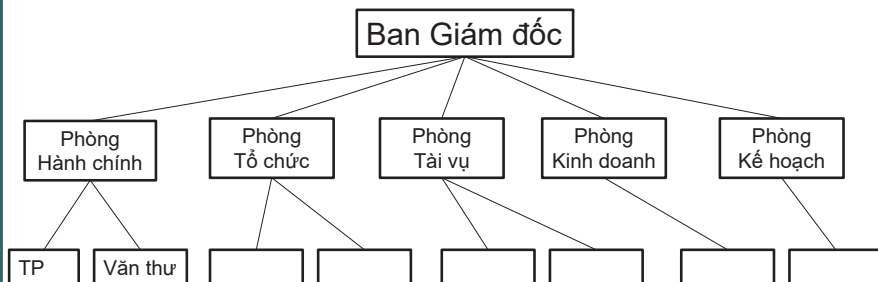 Ban Giám đốc
Phòng
Hành chính
Phòng
Tổ chức
Phòng
Tài vụ
Phòng
Kinh doanh
Phòng
Kế hoạch
TP
Văn thư